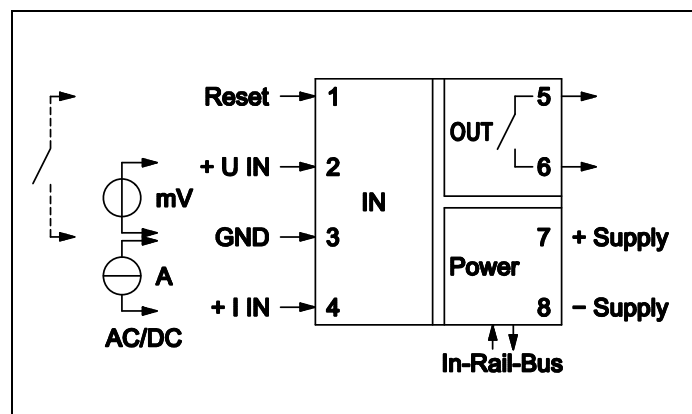 Reset 1 5
OUT
+ U IN 2 6
mV IN
GND 3 7 + Supply
A Power
+ I IN 4 8 − Supply
AC/DC
In-Rail-Bus